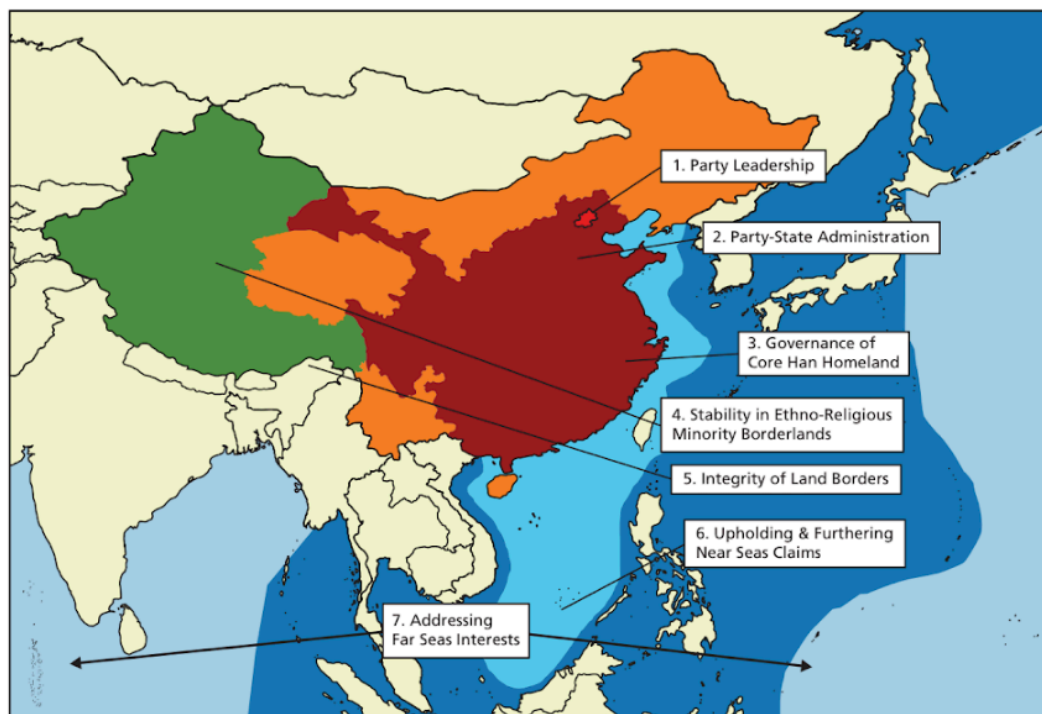 1. Party Leadership
2. Party-State Administration
3. Governance of
Core Han Homeland
4. Stability in Ethno-Religious
Minority Borderlands
5. Integrity of Land Borders
6. Upholding & Furthering
Near Seas Claims
7. Addressing
Far Seas Interests